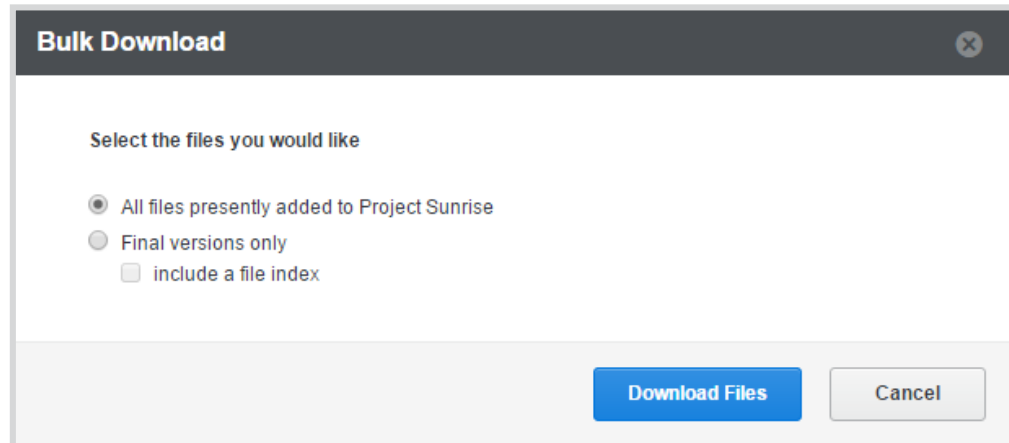 Bulk Download
Select the files you would like
All files presently added to Project Sunrise
Final versions only
include a file index
Download Files
Cancel